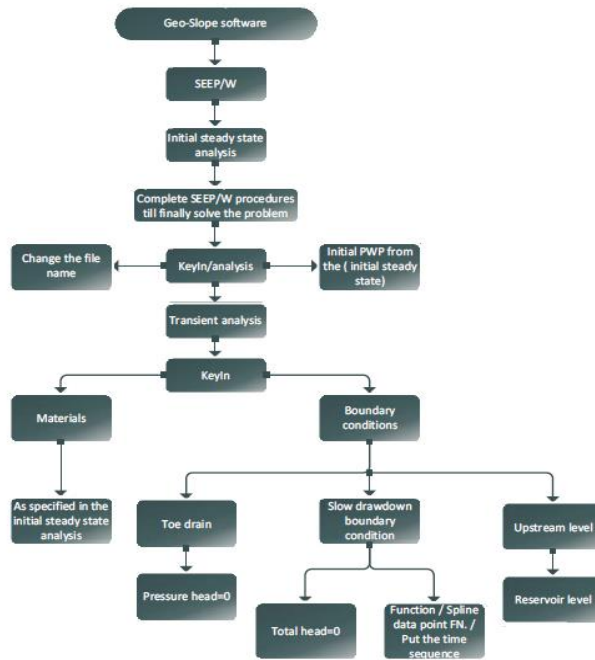 Geo-Slope software
SEEP/W
Initial steady state
analysis
Complete SEEP/W procedures
till finally solve the problem
Change the file
name
KeyIn/analysis
Initial PWP from
the ( initial steady
state)
Transient analysis
KeyIn
Materials
Boundary
conditions
As specified in the
initial steady state
analysis
Toe drain
Slow drawdown
boundary
condition
Upstream level
Pressure head=0
Total head=0
Function / Spline
data point FN. /
Put the time
sequence
Reservoir level